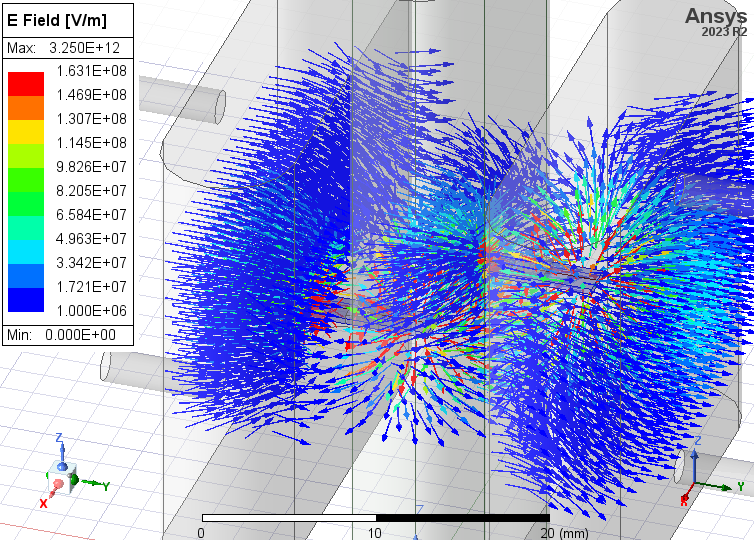 E Field [V/m]
Max: 3.250E+12
1.631E+08
1.469E+08
1.307E+08
1.145E+08
9.826E+07
8.205E+07
6.584E+07
4.963E+07
3.342E+07
1.721E+07
1.000E+06
Min: 0.000E+00
Ansys
2023 R2
Z
Y
X
Z
Y
X
Z
0
10
20 (mm)